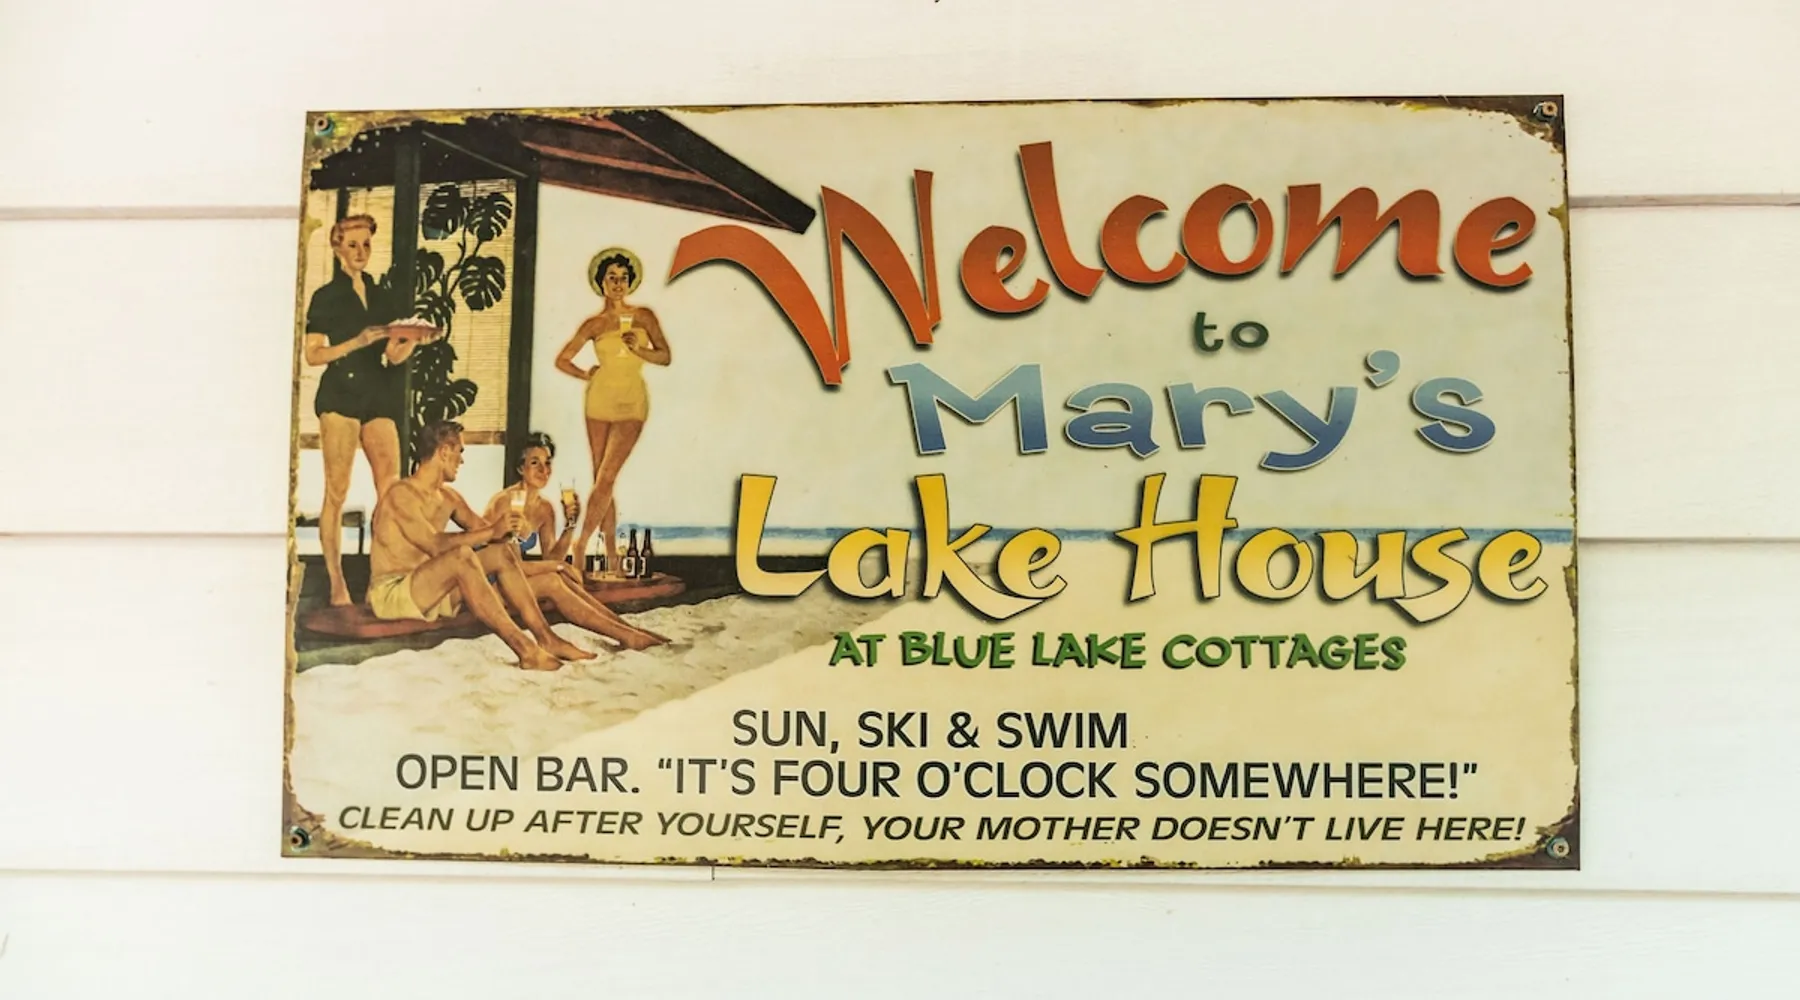 Welcome
to
Mary's
Lake House
AT BLUE LAKE COTTAGES
SUN, SKI & SWIM
OPEN BAR. “IT'S FOUR O'CLOCK SOMEWHERE!”
CLEAN UP AFTER YOURSELF, YOUR MOTHER DOESN'T LIVE HERE!